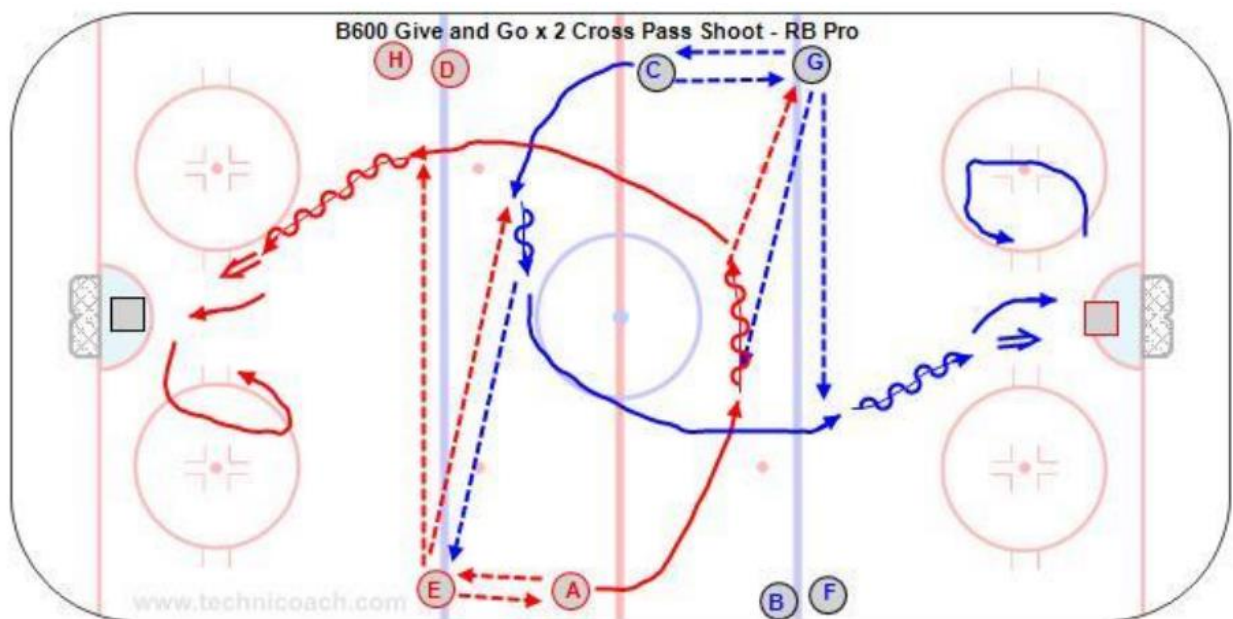 B600 Give and Go x 2 Cross Pass Shoot - RB Pro
H
D
C
G
E
A
B
F
www.technicoach.com